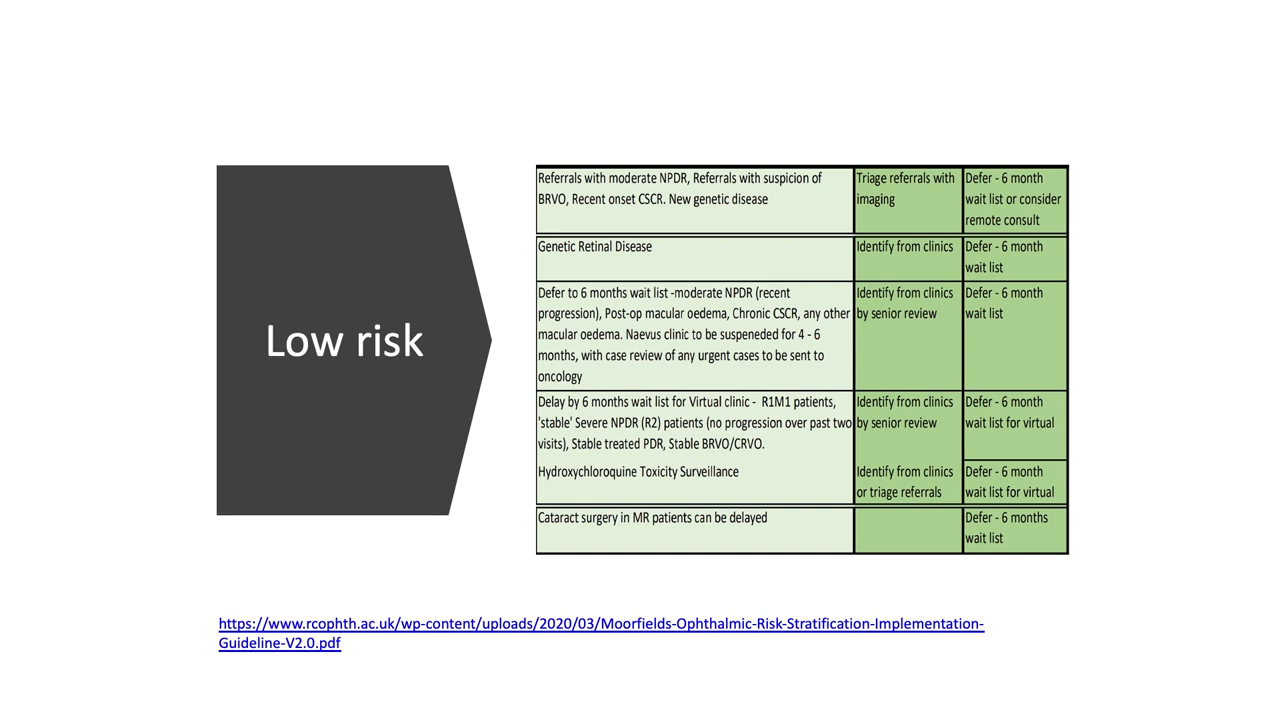 Low risk
Referrals with moderate NPDR, Referrals with suspicion of
BRVO, Recent onset CSCR. New genetic disease
Triage referrals with
imaging
Defer - 6 month
wait list or consider
remote consult
Genetic Retinal Disease
Identify from clinics
Defer - 6 month
wait list
Defer to 6 months wait list -moderate NPDR (recent
progression), Post-op macular oedema, Chronic CSCR, any other
macular oedema. Naevus clinic to be suspeneded for 4 - 6
months, with case review of any urgent cases to be sent to
oncology
Identify from clinics
by senior review
Defer - 6 month
wait list
Delay by 6 months wait list for Virtual clinic - R1M1 patients,
'stable' Severe NPDR (R2) patients (no progression over past two
visits), Stable treated PDR, Stable BRVO/CRVO.
Identify from clinics
by senior review
Defer - 6 month
wait list for virtual
Hydroxychloroquine Toxicity Surveillance
Identify from clinics
or triage referrals
Defer - 6 month
wait list for virtual
Cataract surgery in MR patients can be delayed
Defer - 6 months
wait list
https://www.rcophth.ac.uk/wp-content/uploads/2020/03/Moorfields-Ophthalmic-Risk-Stratification-Implementation-
Guideline-V2.0.pdf